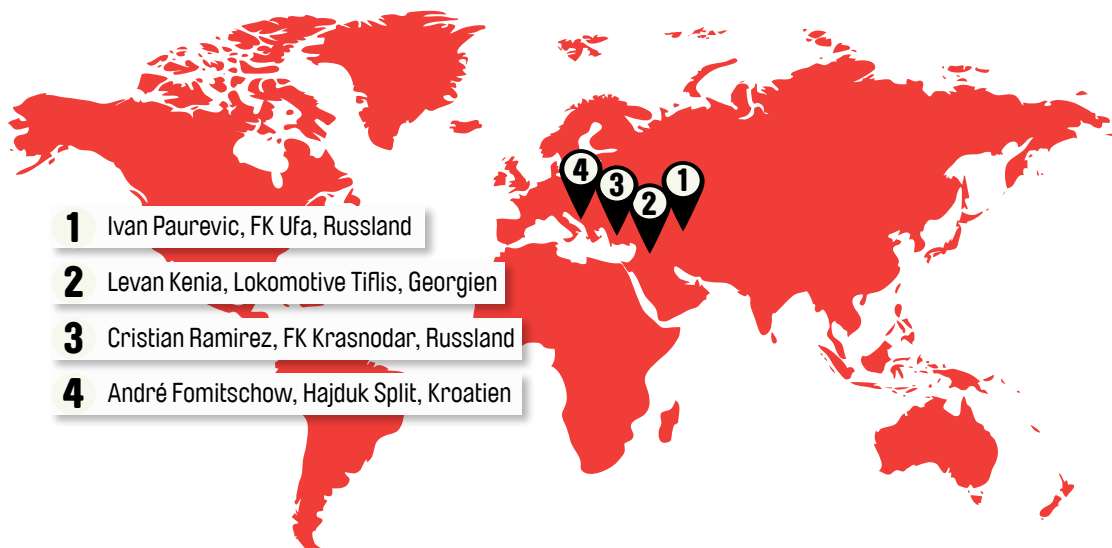 4
3
2
1
1 Ivan Paurevic, FK Ufa, Russland
2 Levan Kenia, Lokomotive Tiflis, Georgien
3 Cristian Ramirez, FK Krasnodar, Russland
4 André Fomitschow, Hajduk Split, Kroatien